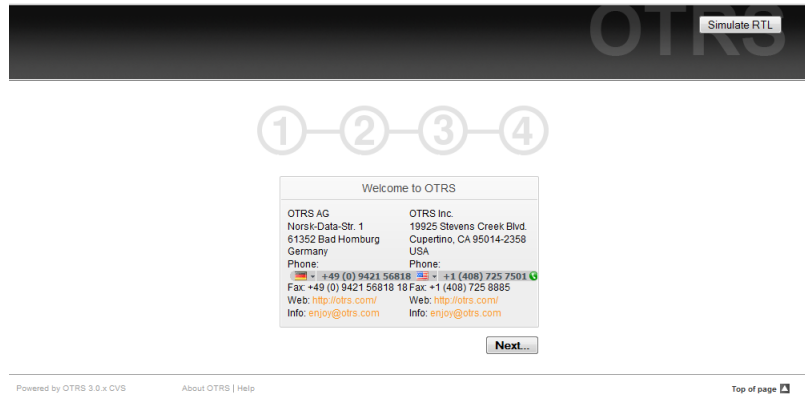 OTRS
Simulate RTL
1 2 3 4
Welcome to OTRS
OTRS AG
Norsk-Data-Str. 1
61352 Bad Homburg
Germany
Phone:
+49 (0) 9421 56818
Fax: +49 (0) 9421 56818 18
Web: http://otrs.com/
Info: enjoy@otrs.com
OTRS Inc.
19925 Stevens Creek Blvd.
Cupertino, CA 95014-2358
USA
Phone:
+1 (408) 725 7501
Fax: +1 (408) 725 8885
Web: http://otrs.com/
Info: enjoy@otrs.com
Next...
Powered by OTRS 3.0.x CVS
About OTRS | Help
Top of page